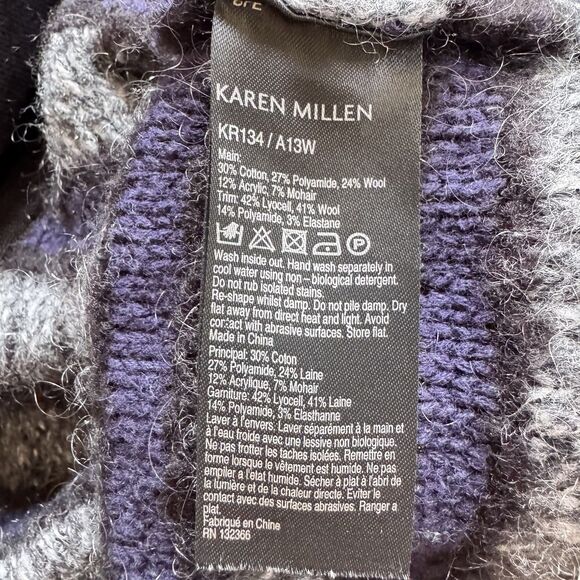 KAREN MILLEN
KR134 / A13W
Main:
30% Cotton, 27% Polyamide, 24% Wool
12% Acrylic, 7% Mohair
Trim: 42% Lyocell, 41% Wool
14% Polyamide, 3% Elastane
P
Wash inside out. Hand wash separately in
cool water using non – biological detergent.
Do not rub isolated stains.
Re-shape whilst damp. Do not pile damp. Dry
flat away from direct heat and light. Avoid
contact with abrasive surfaces. Store flat.
Made in China
Principal: 30% Coton
27% Polyamide, 24% Laine
12% Acrylique, 7% Mohair
Garniture: 42% Lyocell, 41% Laine
14% Polyamide, 3% Elasthanne
Laver à l'envers. Laver séparément à la main et
à l'eau froide avec une lessive non biologique.
Ne pas frotter les taches isolées. Remettre en
forme lorsque le vêtement est humide. Ne pas
empiler a l'etat humide. Sécher à plat à l'abri de
la lumière et de la chaleur directe. Eviter le
contact avec des surfaces abrasives. Ranger a
plat.
Fabriqué en Chine
RN 132366